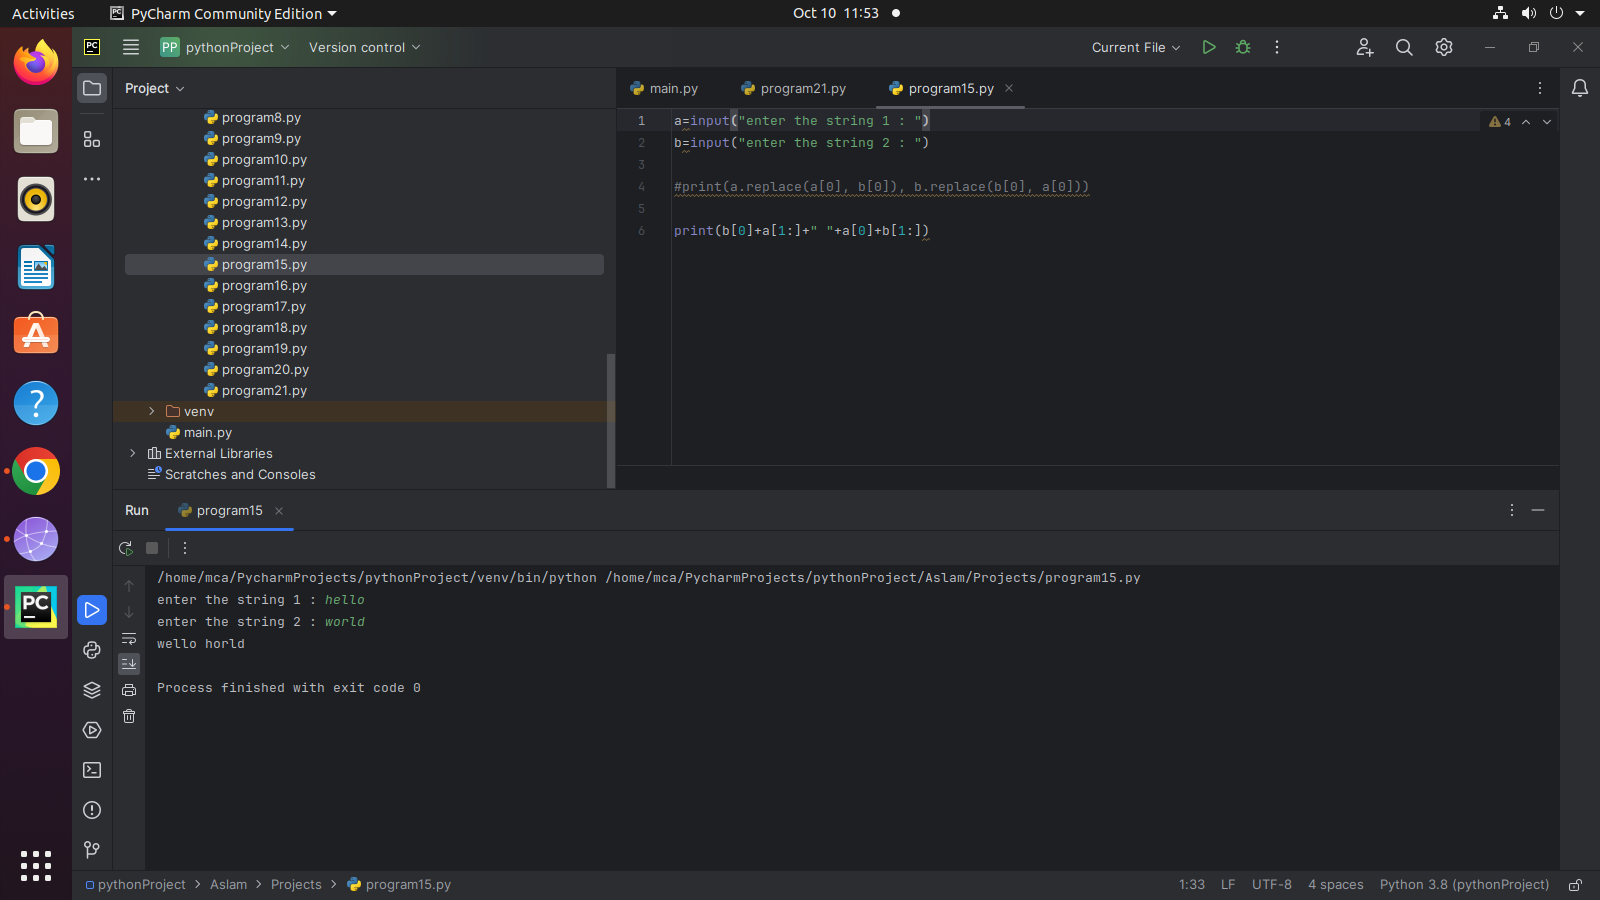 Activities
PyCharm Community Edition
Oct 10 11:53
PC
PP pythonProject
Version control
Current File
Project
main.py
program21.py
program15.py
program8.py
program9.py
program10.py
program11.py
program12.py
program13.py
program14.py
program15.py
program16.py
program17.py
program18.py
program19.py
program20.py
program21.py
venv
main.py
External Libraries
Scratches and Consoles
1 a=input("enter the string 1 : ")
4
2 b=input("enter the string 2 : ")
3
4 #print(a.replace(a[0], b[0]), b.replace(b[0], a[0]))
5
6 print(b[0]+a[1:]+" "+a[0]+b[1:])
Run
program15
/home/mca/PycharmProjects/pythonProject/venv/bin/python /home/mca/PycharmProjects/pythonProject/Aslam/Projects/program15.py
enter the string 1 : hello
enter the string 2 : world
wello horld
Process finished with exit code 0
PC
pythonProject > Aslam > Projects > program15.py
1:33 LF UTF-8 4 spaces Python 3.8 (pythonProject)